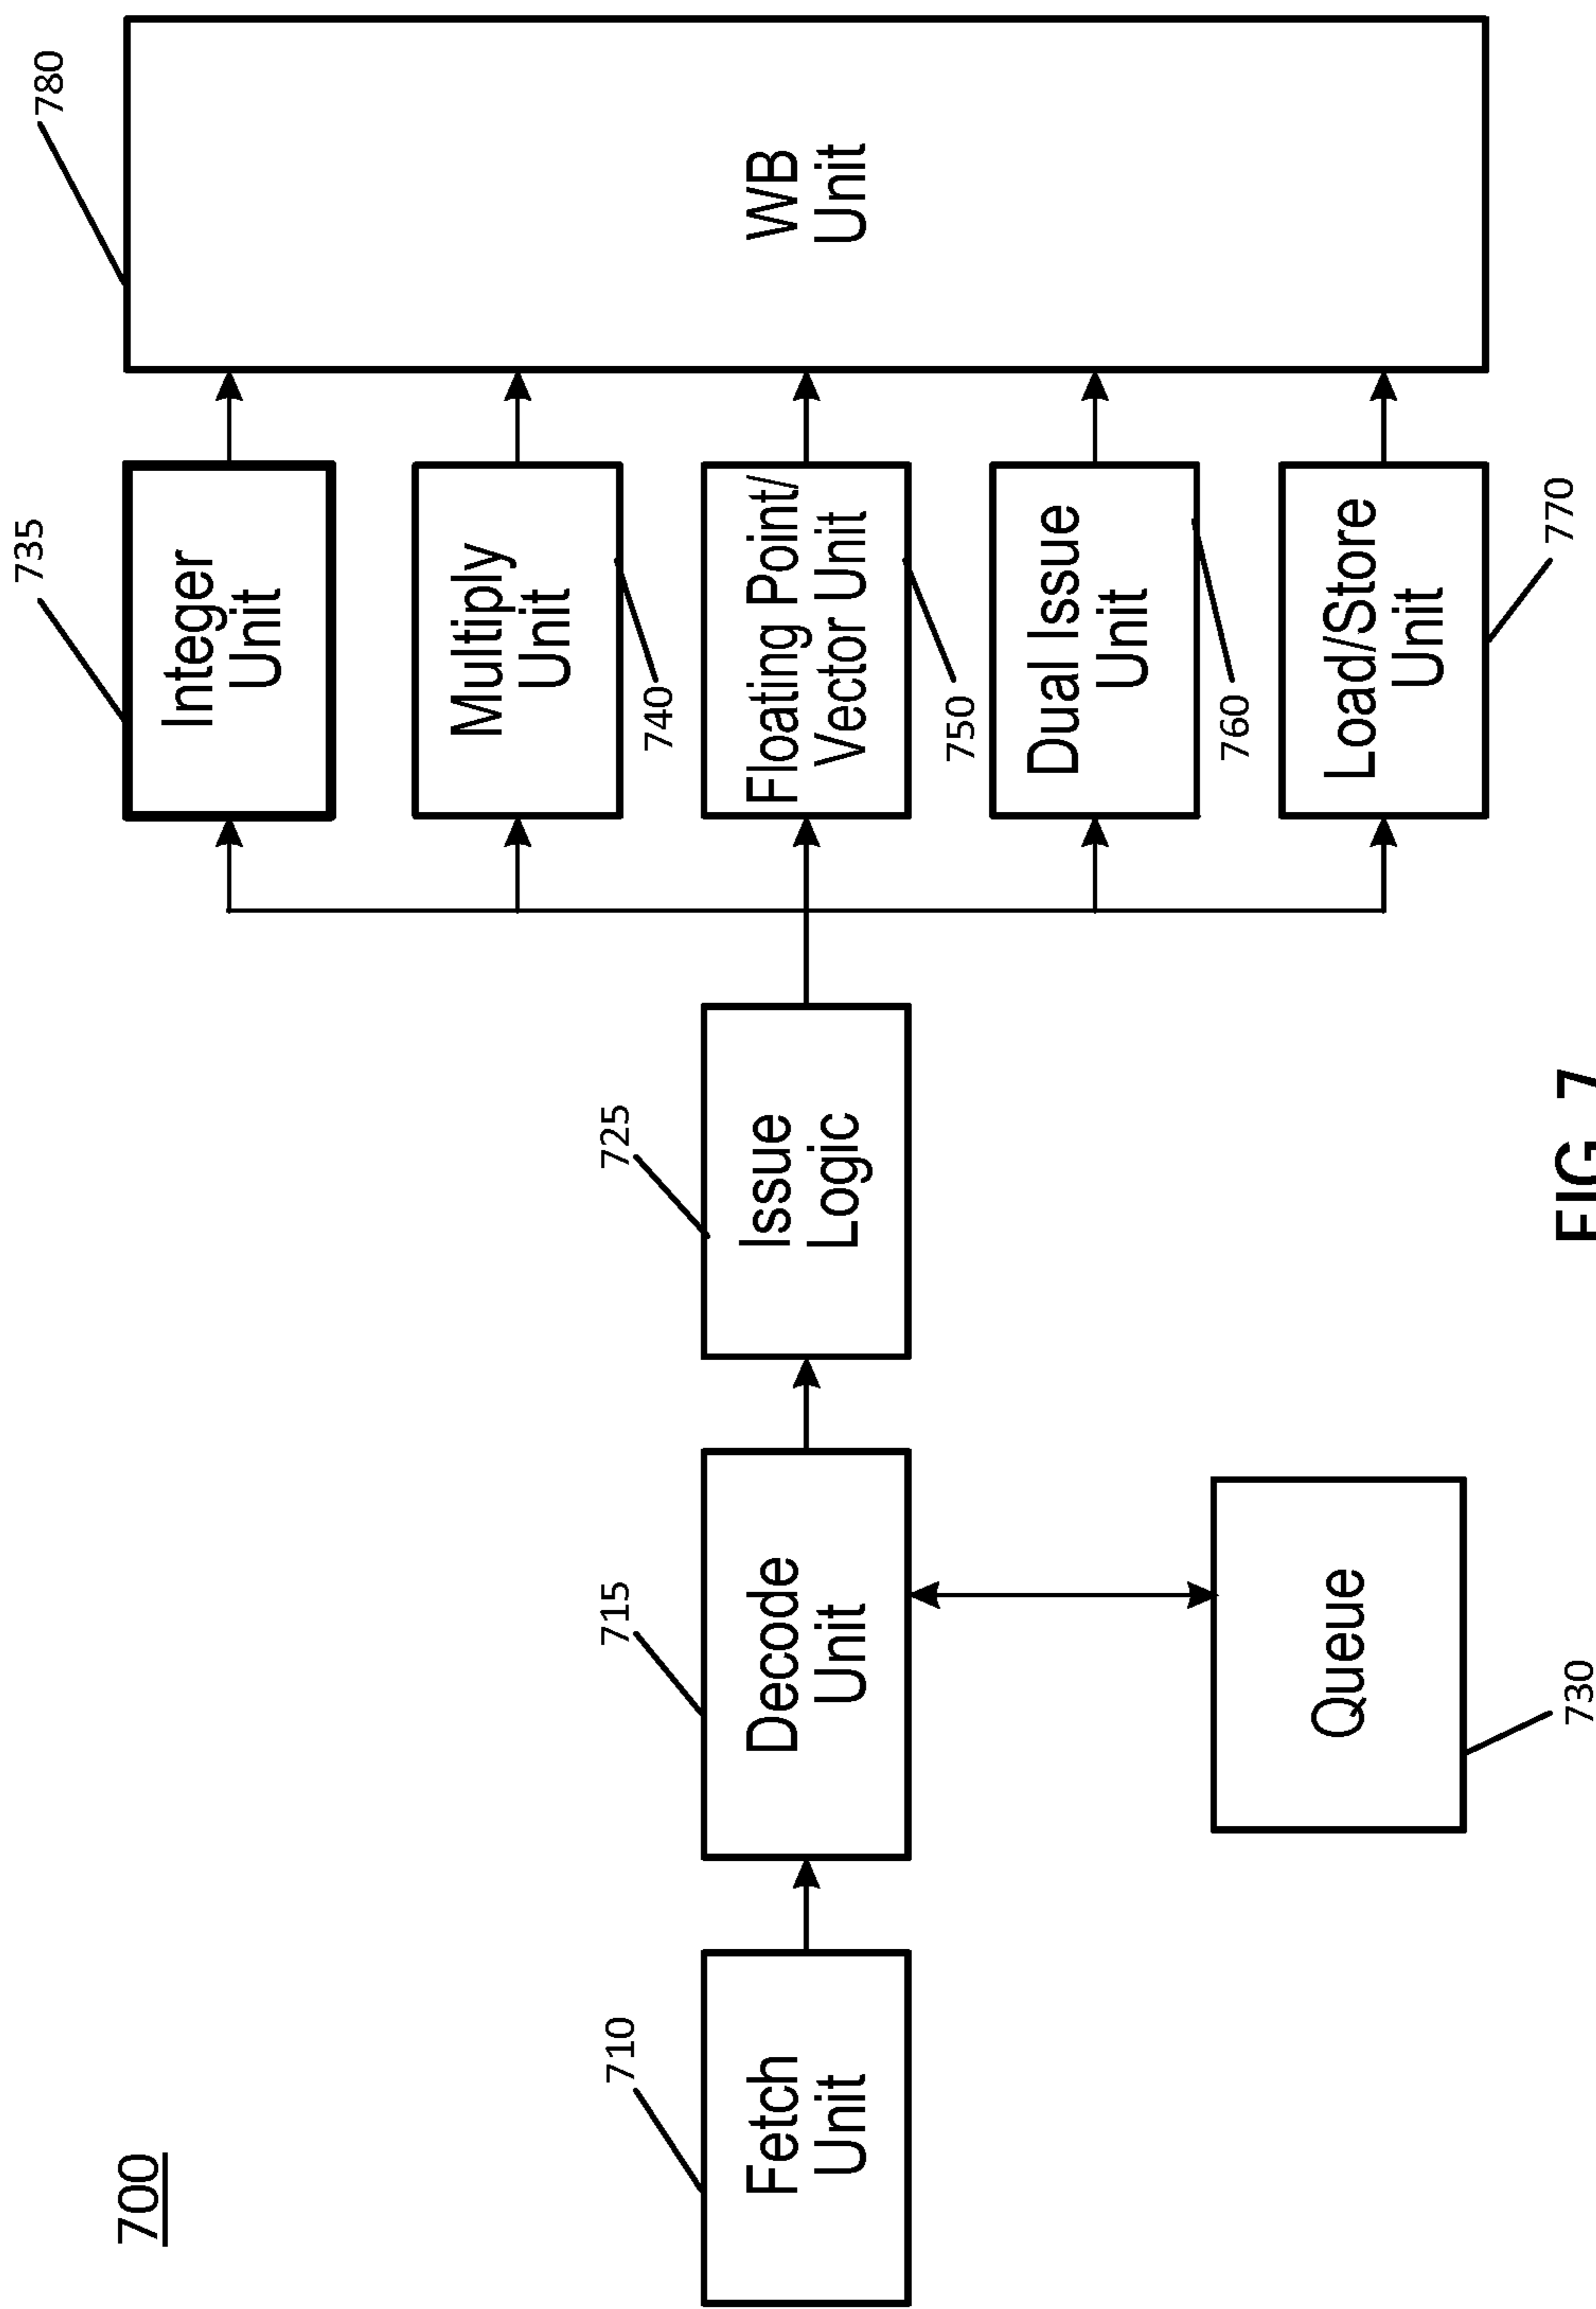 700
710
Fetch
Unit
715
Decode
Unit
Queue
730
725
Issue
Logic
735
Integer
Unit
Multiply
Unit
740
Floating Point/
Vector Unit
750
Dual Issue
Unit
760
Load/Store
Unit
770
780
WB
Unit
FIG. 7